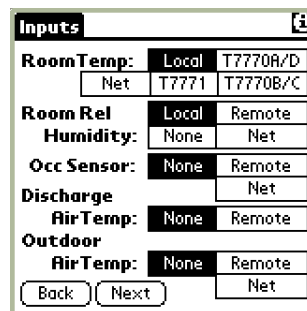 Inputs i
RoomTemp: Local T7770A/D
Net T7771 T7770B/C
Room Rel Local Remote
Humidity: None Net
Occ Sensor: None Remote
Net
Discharge
AirTemp: None Remote
Outdoor
AirTemp: None Remote
Back Next Net